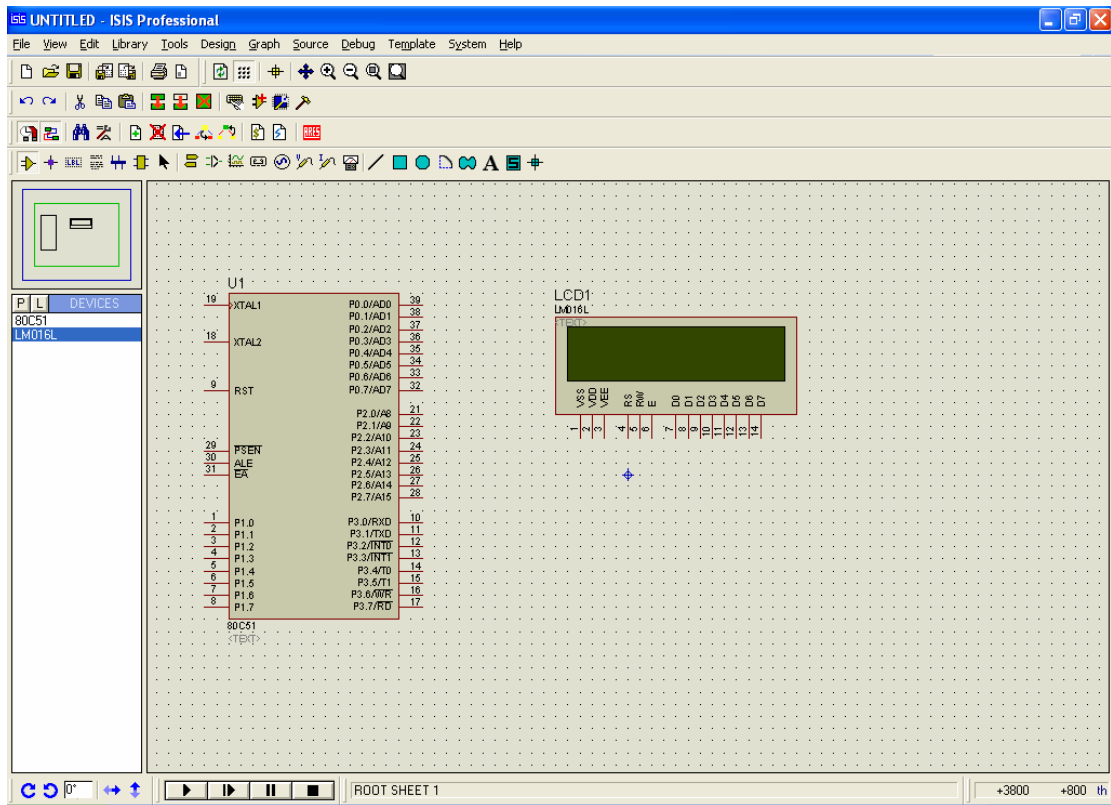 ISIS UNTITLED - ISIS Professional
File View Edit Library Tools Design Graph Source Debug Template System Help
LBL
ARES
A
S
P L DEVICES
80C51
LM016L
U1
19 XTAL1
18 XTAL2
9 RST
29 PSEN
30 ALE
31 EA
1 P1.0
2 P1.1
3 P1.2
4 P1.3
5 P1.4
6 P1.5
7 P1.6
8 P1.7
P0.0/AD0 39
P0.1/AD1 38
P0.2/AD2 37
P0.3/AD3 36
P0.4/AD4 35
P0.5/AD5 34
P0.6/AD6 33
P0.7/AD7 32
P2.0/A8 21
P2.1/A9 22
P2.2/A10 23
P2.3/A11 24
P2.4/A12 25
P2.5/A13 26
P2.6/A14 27
P2.7/A15 28
P3.0/RXD 10
P3.1/TXD 11
P3.2/INT0 12
P3.3/INT1 13
P3.4/T0 14
P3.5/T1 15
P3.6/WR 16
P3.7/RD 17
80C51
<TEXT>
LCD1
LM016L
<TEXT>
VSS VDD VEE RS RW E D0 D1 D2 D3 D4 D5 D6 D7
1 2 3 4 5 6 7 8 9 10 11 12 13 14
0° ROOT SHEET 1 +3800 +800 th